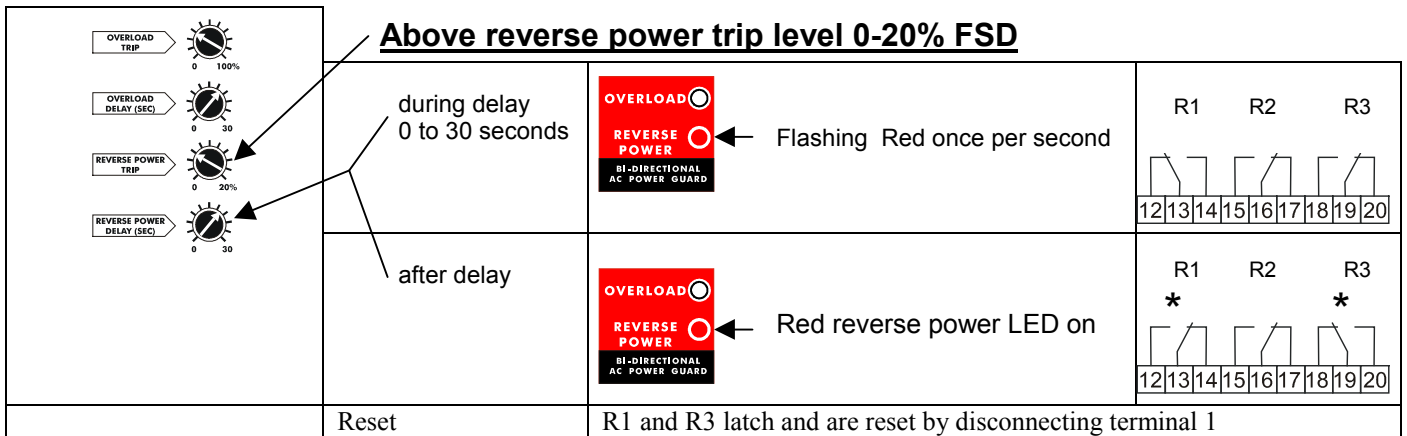 Above reverse power trip level 0-20% FSD
OVERLOAD
TRIP
0 100%
OVERLOAD
DELAY (SEC)
0 30
REVERSE POWER
TRIP
0 20%
REVERSE POWER
DELAY (SEC)
0 30
during delay
0 to 30 seconds
OVERLOAD
REVERSE
POWER
BI-DIRECTIONAL
AC POWER GUARD
Flashing Red once per second
R1 R2 R3
12 13 14 15 16 17 18 19 20
after delay
OVERLOAD
REVERSE
POWER
BI-DIRECTIONAL
AC POWER GUARD
Red reverse power LED on
R1 R2 R3
* *
12 13 14 15 16 17 18 19 20
Reset
R1 and R3 latch and are reset by disconnecting terminal 1